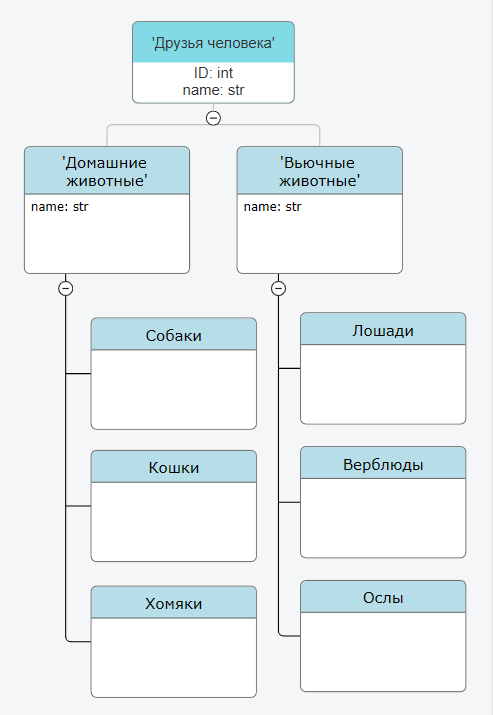 'Друзья человека'
ID: int
name: str
'Домашние
животные'
name: str
'Вьючные
животные'
name: str
Собаки
Кошки
Хомяки
Лошади
Верблюды
Ослы